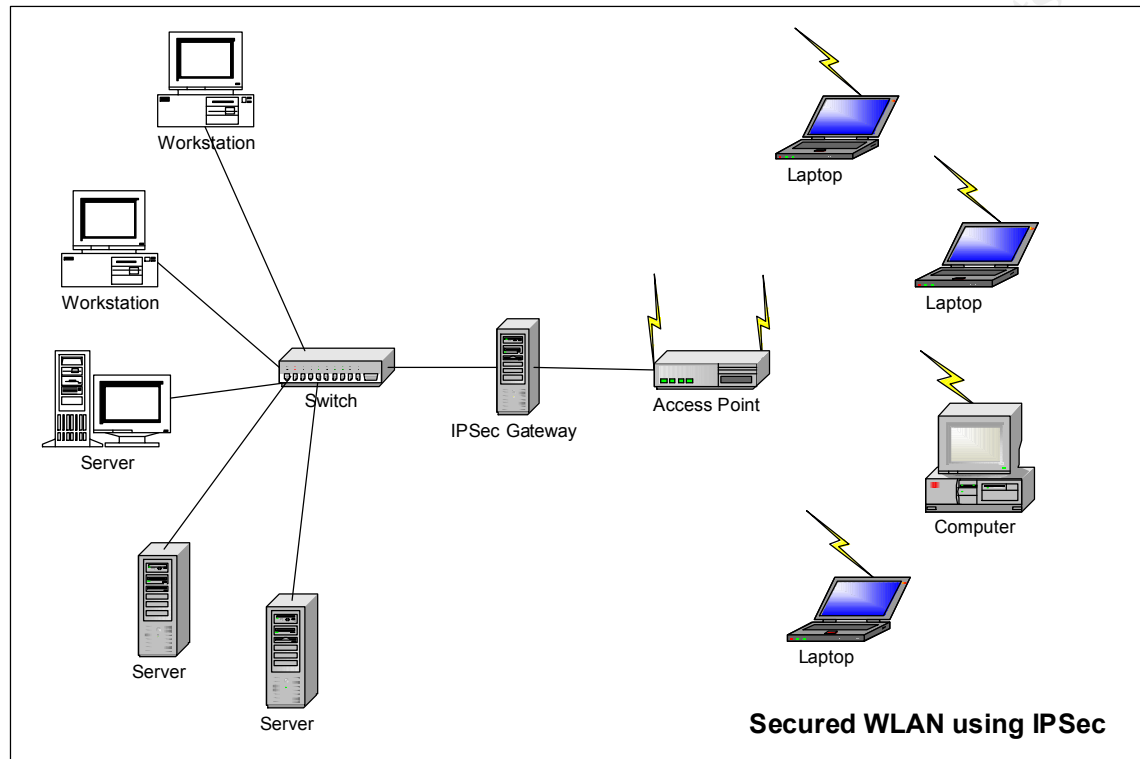 Workstation
Laptop
Workstation
Laptop
Switch
IPSec Gateway
Access Point
Server
Computer
Server
Laptop
Server
Secured WLAN using IPSec